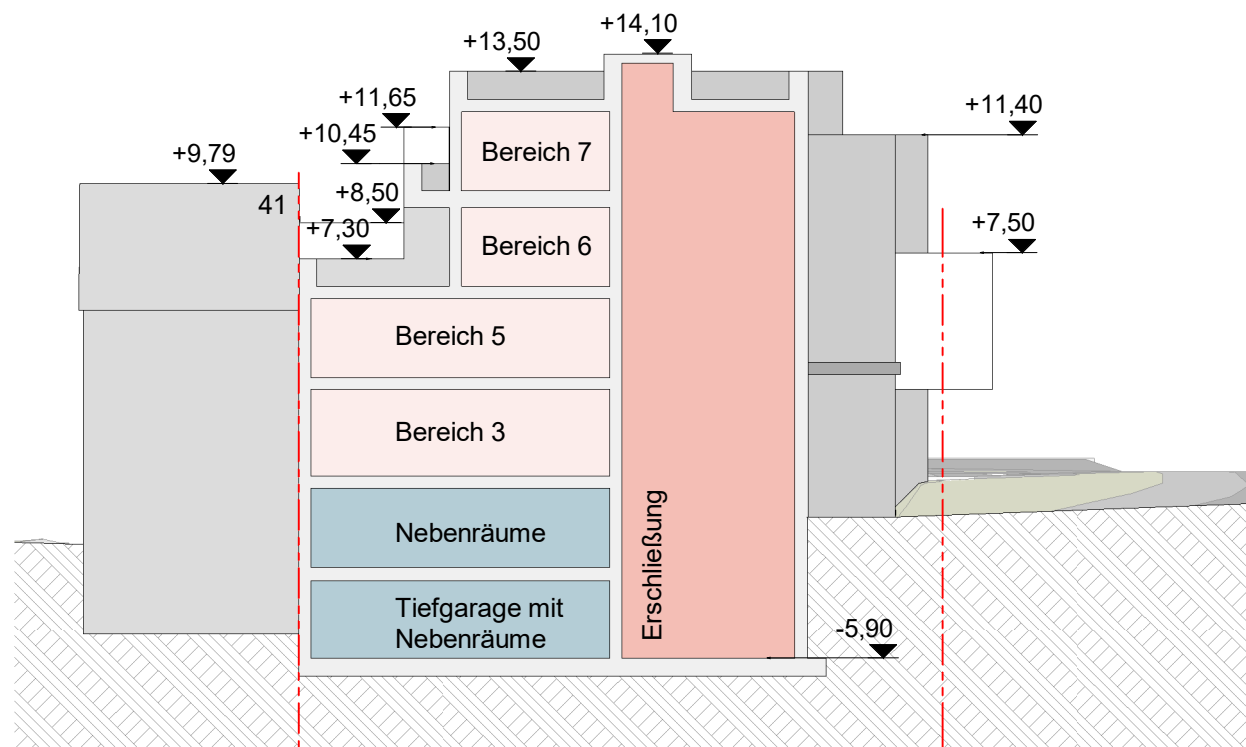 +14,10
+13,50
+11,65
+11,40
+10,45
+9,79
Bereich 7
41
+8,50
+7,50
+7,30
Bereich 6
Bereich 5
Bereich 3
Nebenräume
Erschließung
Tiefgarage mit
Nebenräume
-5,90